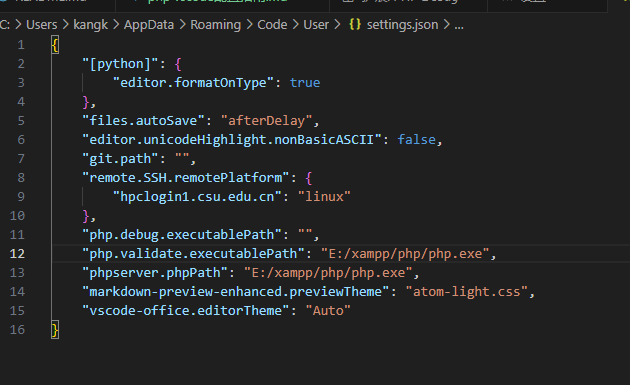 C: > Users > kangk > AppData > Roaming > Code > User > {} settings.json > ...
1 {
2 "[python]": {
3 "editor.formatOnType": true
4 },
5 "files.autoSave": "afterDelay",
6 "editor.unicodeHighlight.nonBasicASCII": false,
7 "git.path": "",
8 "remote.SSH.remotePlatform": {
9 "hpclogin1.csu.edu.cn": "linux"
10 },
11 "php.debug.executablePath": "",
12 "php.validate.executablePath": "E:/xampp/php/php.exe",
13 "phpserver.phpPath": "E:/xampp/php/php.exe",
14 "markdown-preview-enhanced.previewTheme": "atom-light.css",
15 "vscode-office.editorTheme": "Auto"
16 }